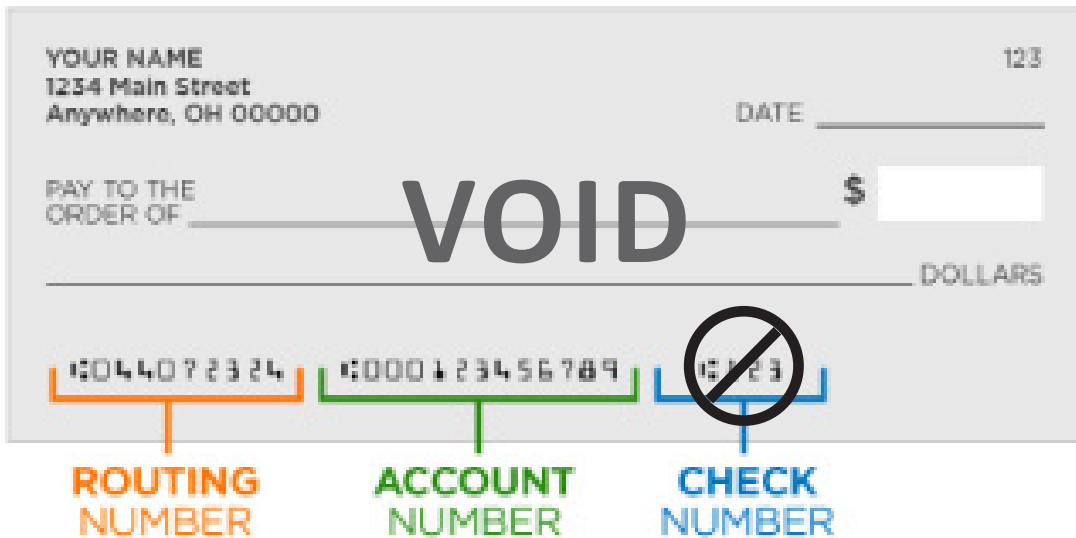 YOUR NAME
123
1234 Main Street
Anywhere, OH 00000
DATE
PAY TO THE
ORDER OF
$
VOID
DOLLARS
⑆044072324
⑆000123456789
⑆123
ROUTING
NUMBER
ACCOUNT
NUMBER
CHECK
NUMBER